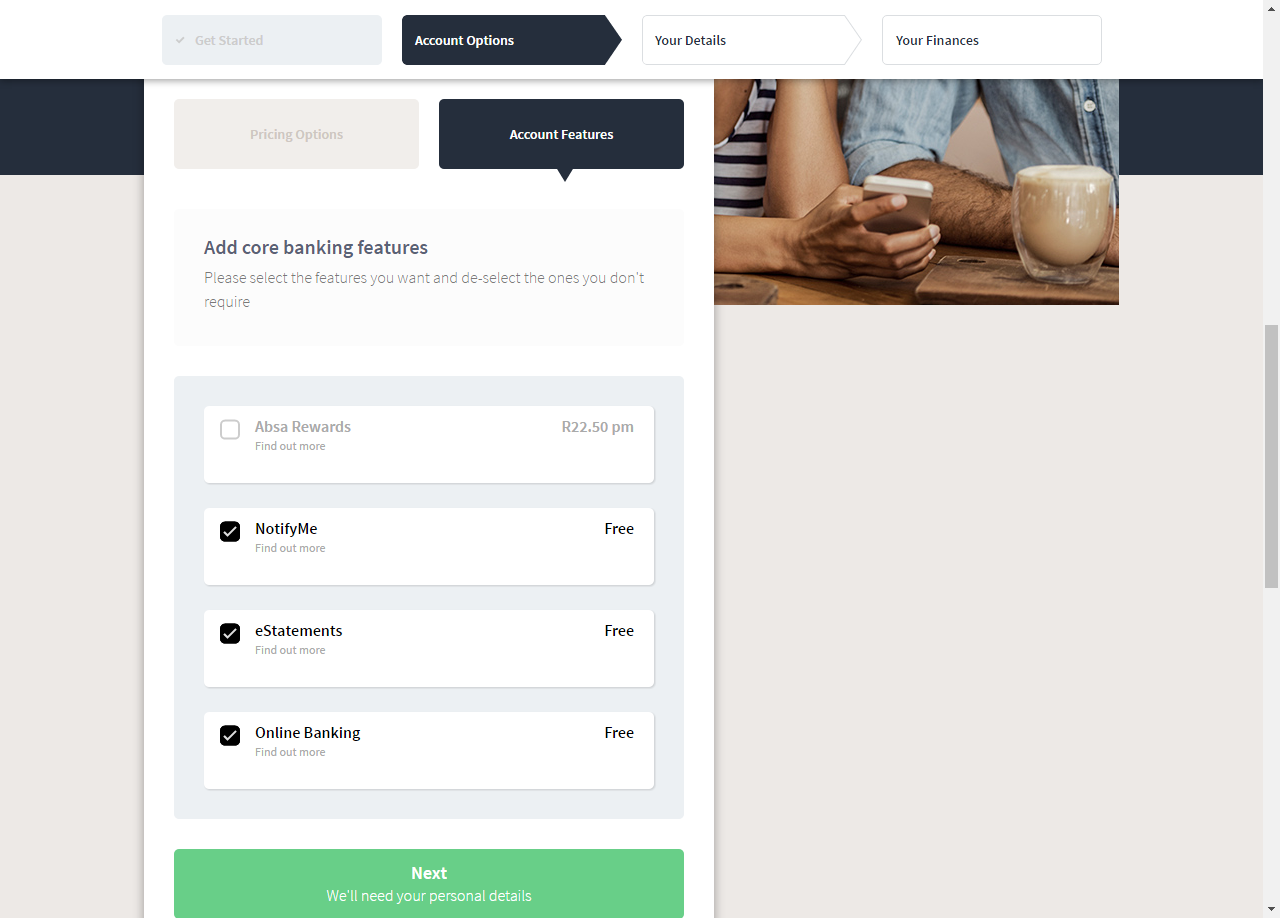 Get Started
Account Options
Your Details
Your Finances
Pricing Options
Account Features
Add core banking features
Please select the features you want and de-select the ones you don't
require
Absa Rewards
R22.50 pm
Find out more
NotifyMe
Free
Find out more
eStatements
Free
Find out more
Online Banking
Free
Find out more
Next
We'll need your personal details